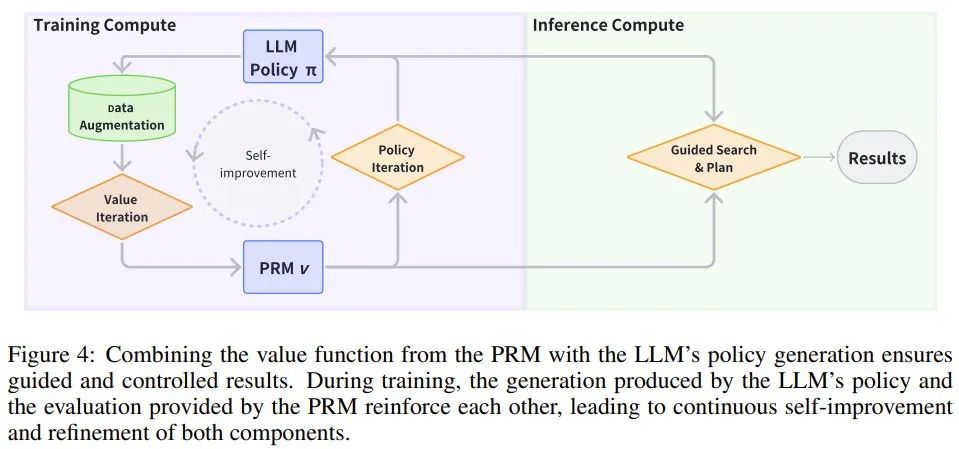 Training Compute
Inference Compute
LLM
Policy π
Data
Augmentation
Self-
improvement
Policy
Iteration
Guided Search
& Plan
Results
Value
Iteration
PRM v
Figure 4: Combining the value function from the PRM with the LLM's policy generation ensures
guided and controlled results. During training, the generation produced by the LLM's policy and
the evaluation provided by the PRM reinforce each other, leading to continuous self-improvement
and refinement of both components.